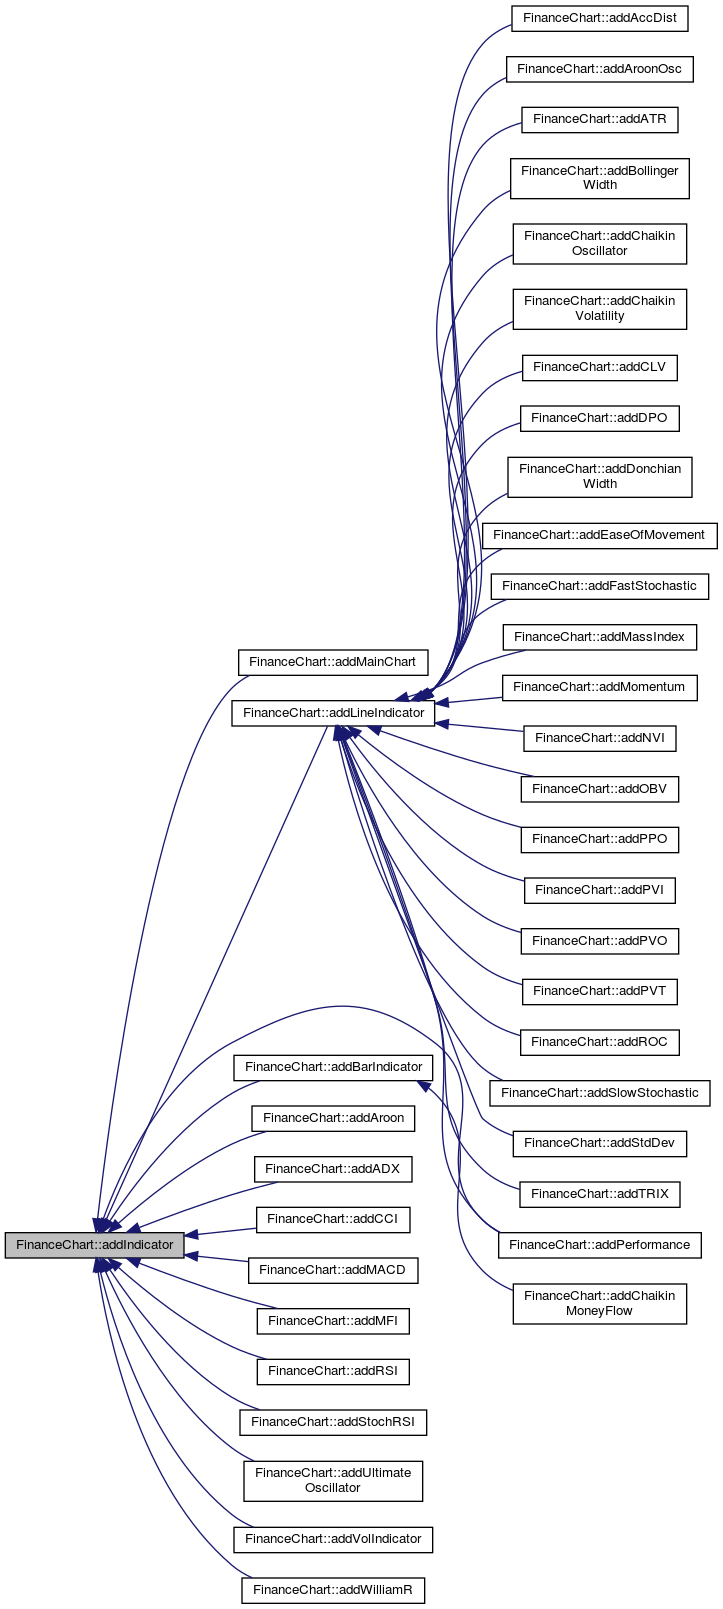 FinanceChart::addAccDist
FinanceChart::addAroonOsc
FinanceChart::addATR
FinanceChart::addBollinger
Width
FinanceChart::addChaikin
Oscillator
FinanceChart::addChaikin
Volatility
FinanceChart::addCLV
FinanceChart::addDPO
FinanceChart::addDonchian
Width
FinanceChart::addEaseOfMovement
FinanceChart::addFastStochastic
FinanceChart::addMassIndex
FinanceChart::addMainChart
FinanceChart::addMomentum
FinanceChart::addLineIndicator
FinanceChart::addNVI
FinanceChart::addOBV
FinanceChart::addPPO
FinanceChart::addPVI
FinanceChart::addPVO
FinanceChart::addPVT
FinanceChart::addROC
FinanceChart::addBarIndicator
FinanceChart::addSlowStochastic
FinanceChart::addAroon
FinanceChart::addStdDev
FinanceChart::addADX
FinanceChart::addTRIX
FinanceChart::addCCI
FinanceChart::addIndicator
FinanceChart::addPerformance
FinanceChart::addMACD
FinanceChart::addChaikin
MoneyFlow
FinanceChart::addMFI
FinanceChart::addRSI
FinanceChart::addStochRSI
FinanceChart::addUltimate
Oscillator
FinanceChart::addVolIndicator
FinanceChart::addWilliamR